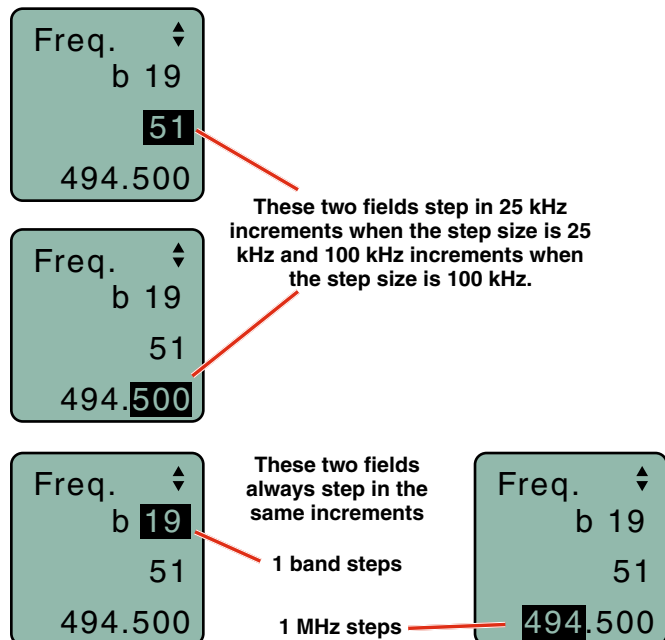 Freq.
b 19
51
494.500
These two fields step in 25 kHz
increments when the step size is 25
kHz and 100 kHz increments when
the step size is 100 kHz.
Freq.
b 19
51
494.500
Freq.
b 19
51
494.500
These two fields
always step in the
same increments
1 band steps
1 MHz steps
Freq.
b 19
51
494.500